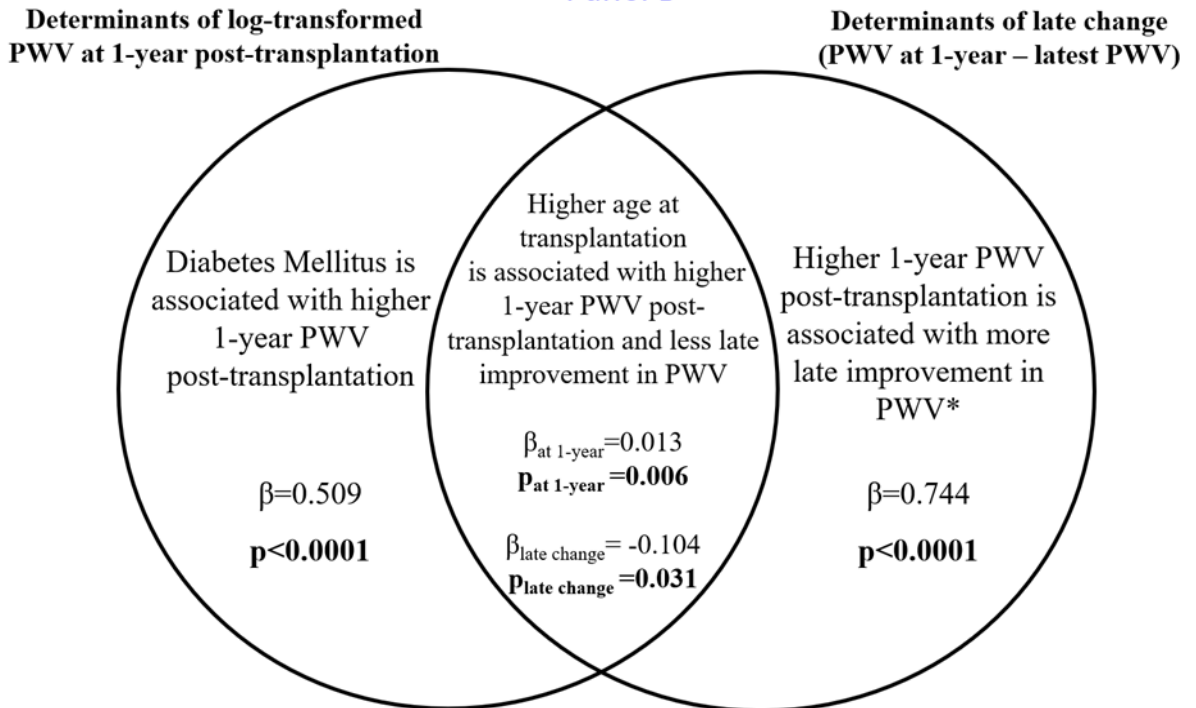 Determinants of log-transformed
PWV at 1-year post-transplantation
Determinants of late change
(PWV at 1-year – latest PWV)
Diabetes Mellitus is
associated with higher
1-year PWV
post-transplantation
β=0.509
p<0.0001
Higher age at
transplantation
is associated with higher
1-year PWV post-
transplantation and less late
improvement in PWV
βat 1-year=0.013
pat 1-year=0.006
βlate change= -0.104
plate change=0.031
Higher 1-year PWV
post-transplantation is
associated with more
late improvement in
PWV*
β=0.744
p<0.0001